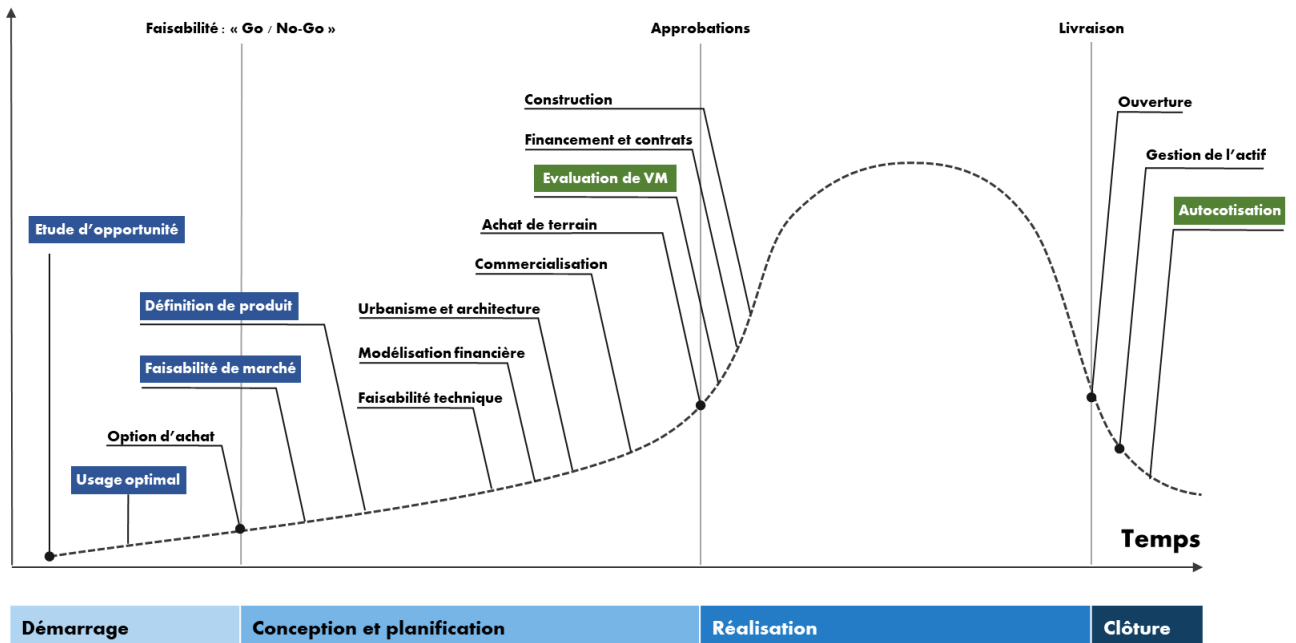 Faisabilité : « Go / No-Go »
Approbations
Livraison
Construction
Ouverture
Financement et contrats
Gestion de l'actif
Evaluation de VM
Autocotisation
Etude d'opportunité
Achat de terrain
Commercialisation
Définition de produit
Urbanisme et architecture
Modélisation financière
Faisabilité de marché
Faisabilité technique
Option d'achat
Usage optimal
Temps
Démarrage
Conception et planification
Réalisation
Clôture